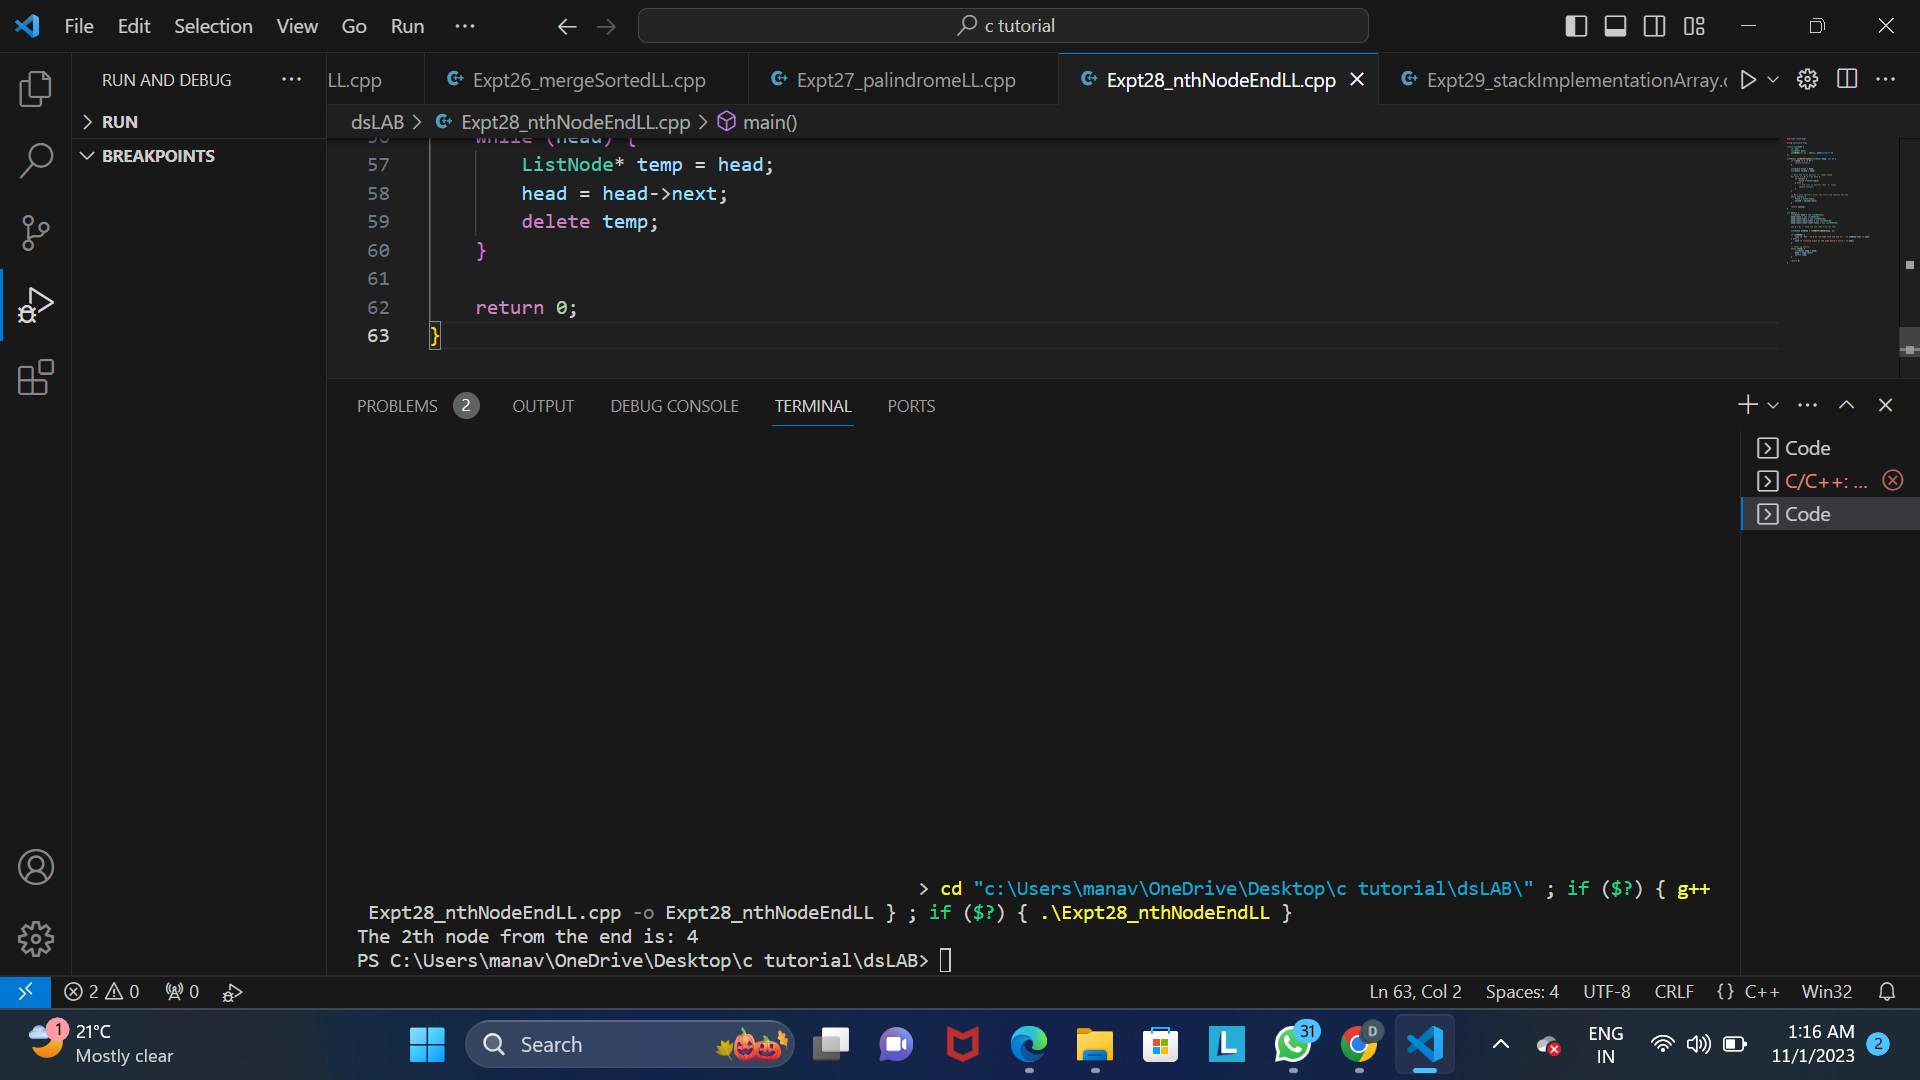 File Edit Selection View Go Run ···
c tutorial
RUN AND DEBUG ···
LL.cpp
Expt26_mergeSortedLL.cpp
Expt27_palindromeLL.cpp
Expt28_nthNodeEndLL.cpp
Expt29_stackImplementationArray.c
RUN
BREAKPOINTS
dsLAB > Expt28_nthNodeEndLL.cpp > main()
56 while (head) {
57 ListNode* temp = head;
58 head = head->next;
59 delete temp;
60 }
61
62 return 0;
63 }
PROBLEMS 2 OUTPUT DEBUG CONSOLE TERMINAL PORTS
Code
C/C++: ...
Code
> cd "c:\Users\manav\OneDrive\Desktop\c tutorial\dsLAB\" ; if ($?) { g++
Expt28_nthNodeEndLL.cpp -o Expt28_nthNodeEndLL } ; if ($?) { .\Expt28_nthNodeEndLL }
The 2th node from the end is: 4
PS C:\Users\manav\OneDrive\Desktop\c tutorial\dsLAB>
2 0 0
Ln 63, Col 2 Spaces: 4 UTF-8 CRLF {} C++ Win32
1
21°C
Mostly clear
Search
L
31
D
ENG
IN
1:16 AM
11/1/2023
2